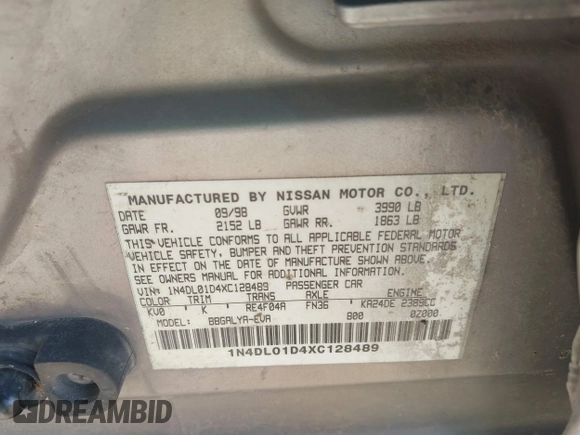 MANUFACTURED BY NISSAN MOTOR CO., LTD.
DATE 09/98 GVWR 3990 LB
GAWR FR. 2152 LB GAWR RR. 1863 LB
THIS VEHICLE CONFORMS TO ALL APPLICABLE FEDERAL MOTOR
VEHICLE SAFETY, BUMPER AND THEFT PREVENTION STANDARDS
IN EFFECT ON THE DATE OF MANUFACTURE SHOWN ABOVE.
SEE OWNERS MANUAL FOR ADDITIONAL INFORMATION.
VIN: 1N4DL01D4XC128489 PASSENGER CAR
COLOR TRIM TRANS AXLE ENGINE
KV0 K RE4F04A FN36 KA24DE 2389CC
MODEL: BBGALYA-EVA 800 0Z000
1N4DL01D4XC128489
DREAMBID